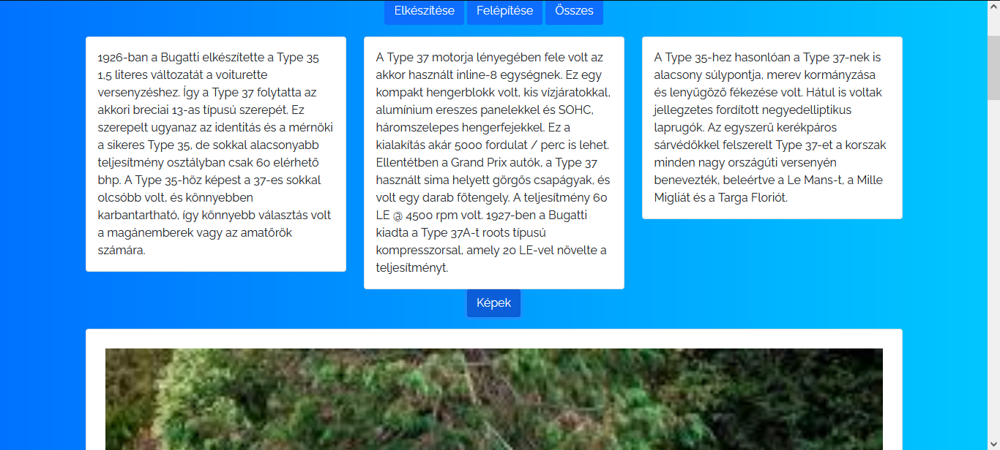 Elkészítése Felépítése Összes
1926-ban a Bugatti elkészítette a Type 35
1,5 literes változatát a voiturette
versenyzéshez. Így a Type 37 folytatta az
akkori breciai 13-as típusú szerepét. Ez
szerepelt ugyanaz az identitás és a mérnöki
a sikeres Type 35, de sokkal alacsonyabb
teljesítmény osztályban csak 60 elérhető
bhp. A Type 35-höz képest a 37-es sokkal
olcsóbb volt, és könnyebben
karbantartható, így könnyebb választás volt
a magánemberek vagy az amatőrök
számára.
A Type 37 motorja lényegében fele volt az
akkor használt inline-8 egységnek. Ez egy
kompakt hengerblokk volt, kis vízjáratokkal,
alumínium ereszes panelekkel és SOHC,
háromszelepes hengerfejekkel. Ez a
kialakítás akár 5000 fordulat / perc is lehet.
Ellentétben a Grand Prix autók, a Type 37
használt sima helyett görgős csapágyak, és
volt egy darab főtengely. A teljesítmény 60
LE @ 4500 rpm volt. 1927-ben a Bugatti
kiadta a Type 37A-t roots típusú
kompresszorsal, amely 20 LE-vel növelte a
teljesítményt.
A Type 35-hez hasonlóan a Type 37-nek is
alacsony súlypontja, merev kormányzása
és lenyűgöző fékezése volt. Hátul is voltak
jellegzetes fordított negyedelliptikus
laprugók. Az egyszerű kerékpáros
sárvédőkkel felszerelt Type 37-et a korszak
minden nagy országúti versenyén
benevezték, beleértve a Le Mans-t, a Mille
Migliát és a Targa Floriót.
Képek